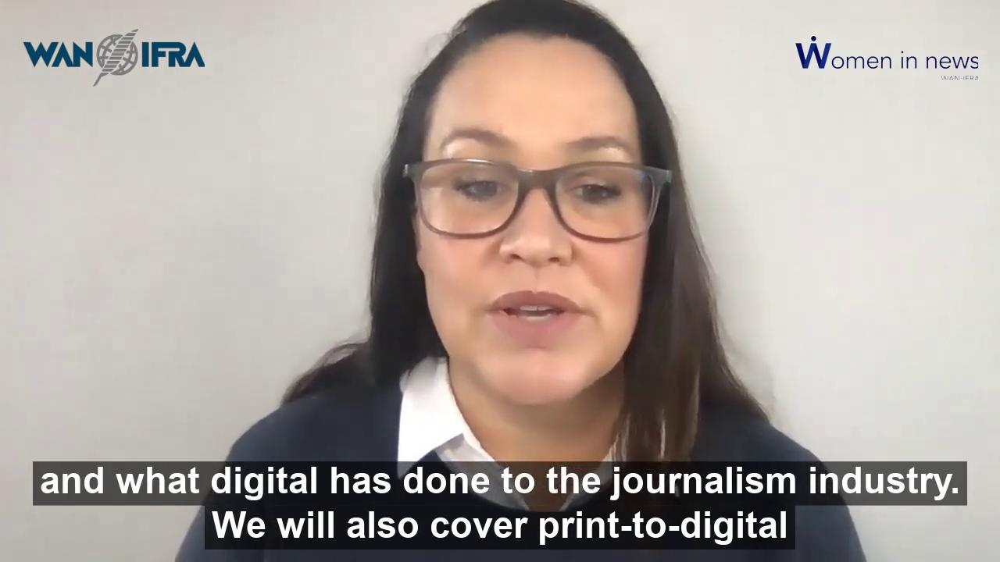 WAN IFRA
Women in news
WAN-IFRA
and what digital has done to the journalism industry.
We will also cover print-to-digital